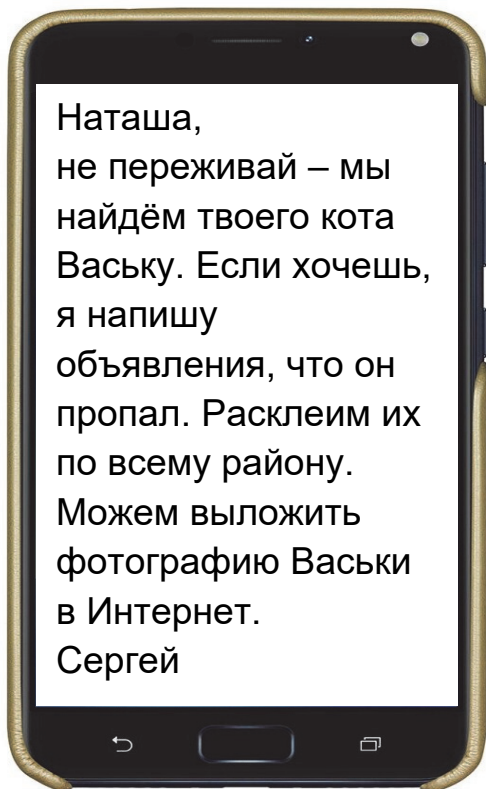 Наташа,
не переживай – мы
найдём твоего кота
Ваську. Если хочешь,
я напишу
объявления, что он
пропал. Расклеим их
по всему району.
Можем выложить
фотографию Васьки
в Интернет.
Сергей